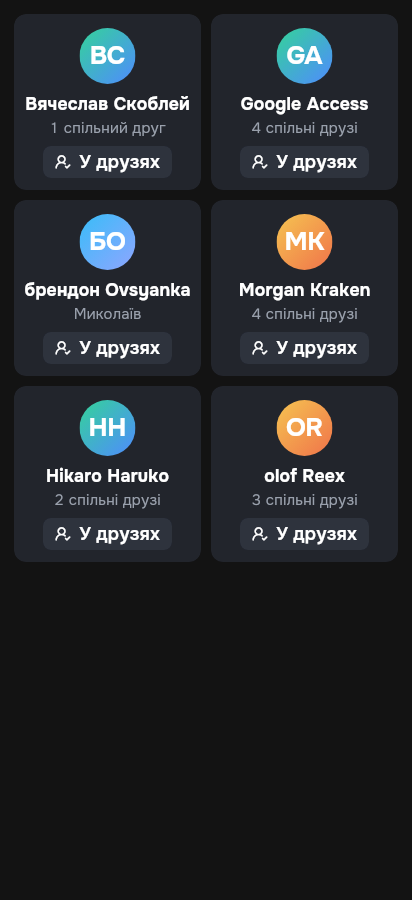 ВС
Вячеслав Скоблей
1 спільний друг
У друзях
GA
Google Access
4 спільні друзі
У друзях
БО
брендон Ovsyanka
Миколаїв
У друзях
MK
Morgan Kraken
4 спільні друзі
У друзях
HH
Hikaro Haruko
2 спільні друзі
У друзях
OR
olof Reex
3 спільні друзі
У друзях